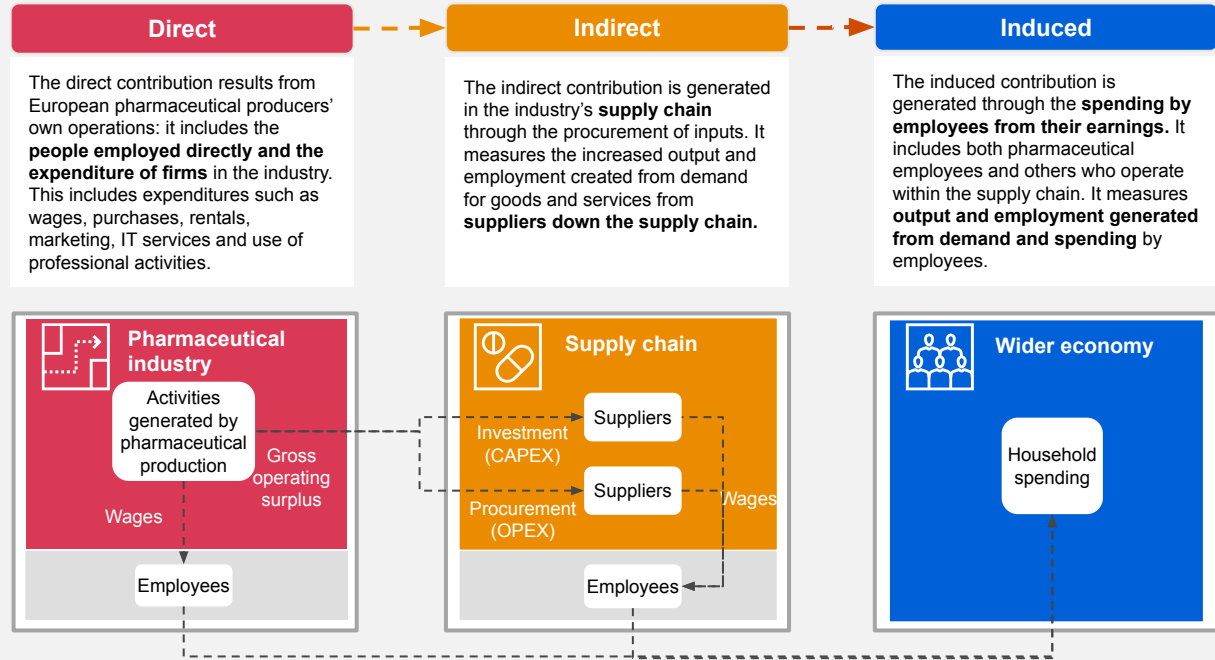 Direct
Indirect
Induced
The direct contribution results from
European pharmaceutical producers’
own operations: it includes the
people employed directly and the
expenditure of firms in the industry.
This includes expenditures such as
wages, purchases, rentals,
marketing, IT services and use of
professional activities.
The indirect contribution is generated
in the industry’s supply chain
through the procurement of inputs. It
measures the increased output and
employment created from demand
for goods and services from
suppliers down the supply chain.
The induced contribution is
generated through the spending by
employees from their earnings. It
includes both pharmaceutical
employees and others who operate
within the supply chain. It measures
output and employment generated
from demand and spending by
employees.
Pharmaceutical
industry
Activities
generated by
pharmaceutical
production
Gross
operating
surplus
Wages
Employees
Supply chain
Suppliers
Investment
(CAPEX)
Suppliers
Procurement
(OPEX)
Wages
Employees
Wider economy
Household
spending